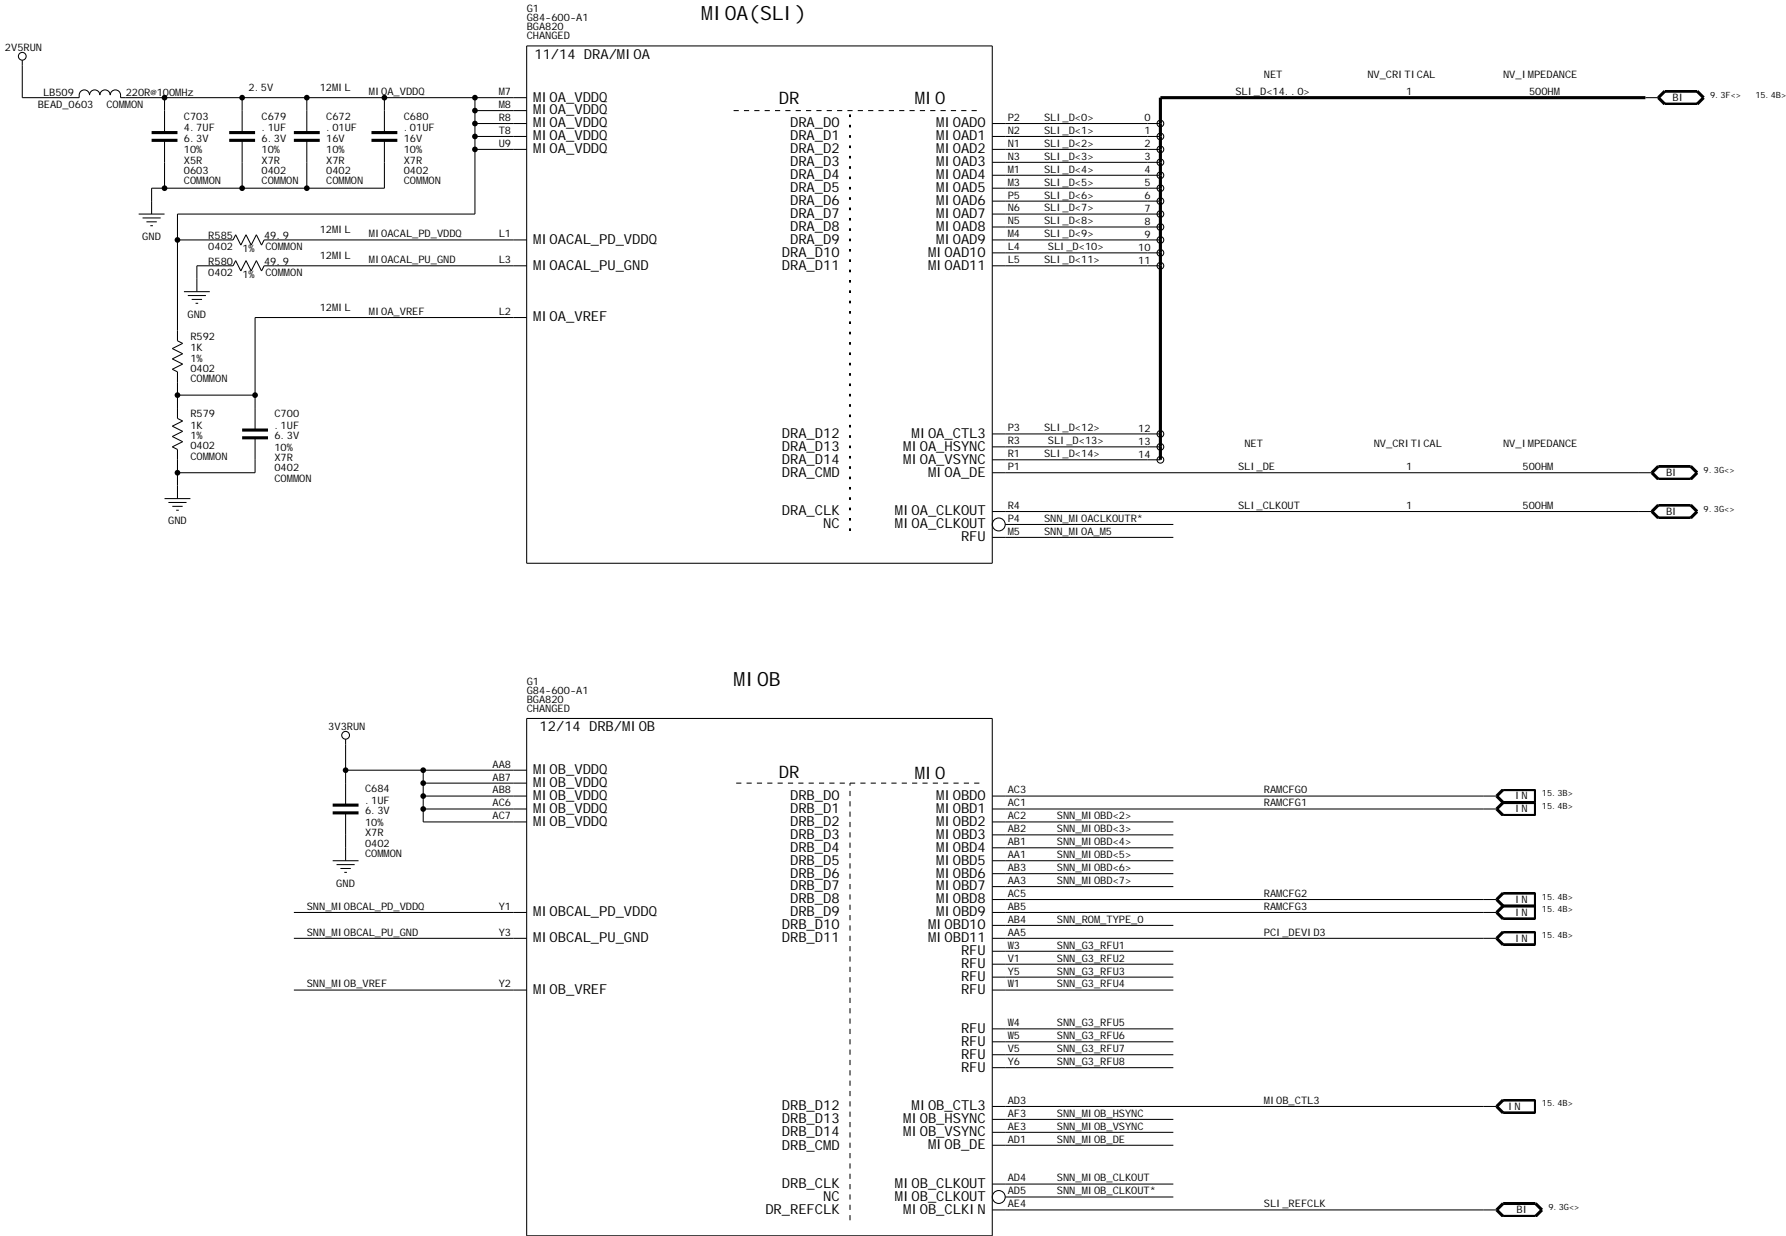 MIOA(SLI)
G1
G84-600-A1
BGA820
CHANGED
11/14 DRA/MIOA
2V5RUN
LB509 220R@100MHz
BEAD_0603 COMMON
2.5V 12MIL MIOA_VDDQ
C703
4.7UF
6.3V
10%
X5R
0603
COMMON
C679
.1UF
6.3V
10%
X7R
0402
COMMON
C672
.01UF
16V
10%
X7R
0402
COMMON
C680
.01UF
16V
10%
X7R
0402
COMMON
GND
M7 MIOA_VDDQ
M8 MIOA_VDDQ
R8 MIOA_VDDQ
T8 MIOA_VDDQ
U9 MIOA_VDDQ
R585 49.9
0402 1% COMMON
12MIL MIOACAL_PD_VDDQ L1 MIOACAL_PD_VDDQ
R580 49.9
0402 1% COMMON
12MIL MIOACAL_PU_GND L3 MIOACAL_PU_GND
GND
12MIL MIOA_VREF L2 MIOA_VREF
R592
1K
1%
0402
COMMON
R579
1K
1%
0402
COMMON
C700
.1UF
6.3V
10%
X7R
0402
COMMON
GND
DR MIO
DRA_D0 MIOAD0 P2 SLI_D<0> 0
DRA_D1 MIOAD1 N2 SLI_D<1> 1
DRA_D2 MIOAD2 N1 SLI_D<2> 2
DRA_D3 MIOAD3 N3 SLI_D<3> 3
DRA_D4 MIOAD4 M1 SLI_D<4> 4
DRA_D5 MIOAD5 M3 SLI_D<5> 5
DRA_D6 MIOAD6 P5 SLI_D<6> 6
DRA_D7 MIOAD7 N6 SLI_D<7> 7
DRA_D8 MIOAD8 N5 SLI_D<8> 8
DRA_D9 MIOAD9 M4 SLI_D<9> 9
DRA_D10 MIOAD10 L4 SLI_D<10> 10
DRA_D11 MIOAD11 L5 SLI_D<11> 11
DRA_D12 MIOA_CTL3 P3 SLI_D<12> 12
DRA_D13 MIOA_HSYNC R3 SLI_D<13> 13
DRA_D14 MIOA_VSYNC R1 SLI_D<14> 14
DRA_CMD MIOA_DE P1
DRA_CLK MIOA_CLKOUT R4
NC MIOA_CLKOUT P4 SNN_MIOACLKOUTR*
RFU M5 SNN_MIOA_M5
NET NV_CRITICAL NV_IMPEDANCE
SLI_D<14..0> 1 50OHM BI 9.3F<> 15.4B>
NET NV_CRITICAL NV_IMPEDANCE
SLI_DE 1 50OHM BI 9.3G<>
SLI_CLKOUT 1 50OHM BI 9.3G<>
MIOB
G1
G84-600-A1
BGA820
CHANGED
12/14 DRB/MIOB
3V3RUN
C684
.1UF
6.3V
10%
X7R
0402
COMMON
GND
AA8 MIOB_VDDQ
AB7 MIOB_VDDQ
AB8 MIOB_VDDQ
AC6 MIOB_VDDQ
AC7 MIOB_VDDQ
SNN_MIOBCAL_PD_VDDQ Y1 MIOBCAL_PD_VDDQ
SNN_MIOBCAL_PU_GND Y3 MIOBCAL_PU_GND
SNN_MIOB_VREF Y2 MIOB_VREF
DR MIO
DRB_D0 MIOBD0 AC3 RAMCFG0 IN 15.3B>
DRB_D1 MIOBD1 AC1 RAMCFG1 IN 15.4B>
DRB_D2 MIOBD2 AC2 SNN_MIOBD<2>
DRB_D3 MIOBD3 AB2 SNN_MIOBD<3>
DRB_D4 MIOBD4 AB1 SNN_MIOBD<4>
DRB_D5 MIOBD5 AA1 SNN_MIOBD<5>
DRB_D6 MIOBD6 AB3 SNN_MIOBD<6>
DRB_D7 MIOBD7 AA3 SNN_MIOBD<7>
DRB_D8 MIOBD8 AC5 RAMCFG2 IN 15.4B>
DRB_D9 MIOBD9 AB5 RAMCFG3 IN 15.4B>
DRB_D10 MIOBD10 AB4 SNN_ROM_TYPE_0
DRB_D11 MIOBD11 AA5 PCI_DEVID3 IN 15.4B>
RFU W3 SNN_G3_RFU1
RFU V1 SNN_G3_RFU2
RFU Y5 SNN_G3_RFU3
RFU W1 SNN_G3_RFU4
RFU W4 SNN_G3_RFU5
RFU W5 SNN_G3_RFU6
RFU V5 SNN_G3_RFU7
RFU Y6 SNN_G3_RFU8
DRB_D12 MIOB_CTL3 AD3 MIOB_CTL3 IN 15.4B>
DRB_D13 MIOB_HSYNC AF3 SNN_MIOB_HSYNC
DRB_D14 MIOB_VSYNC AE3 SNN_MIOB_VSYNC
DRB_CMD MIOB_DE AD1 SNN_MIOB_DE
DRB_CLK MIOB_CLKOUT AD4 SNN_MIOB_CLKOUT
NC MIOB_CLKOUT AD5 SNN_MIOB_CLKOUT*
DR_REFCLK MIOB_CLKIN AE4 SLI_REFCLK BI 9.3G<>